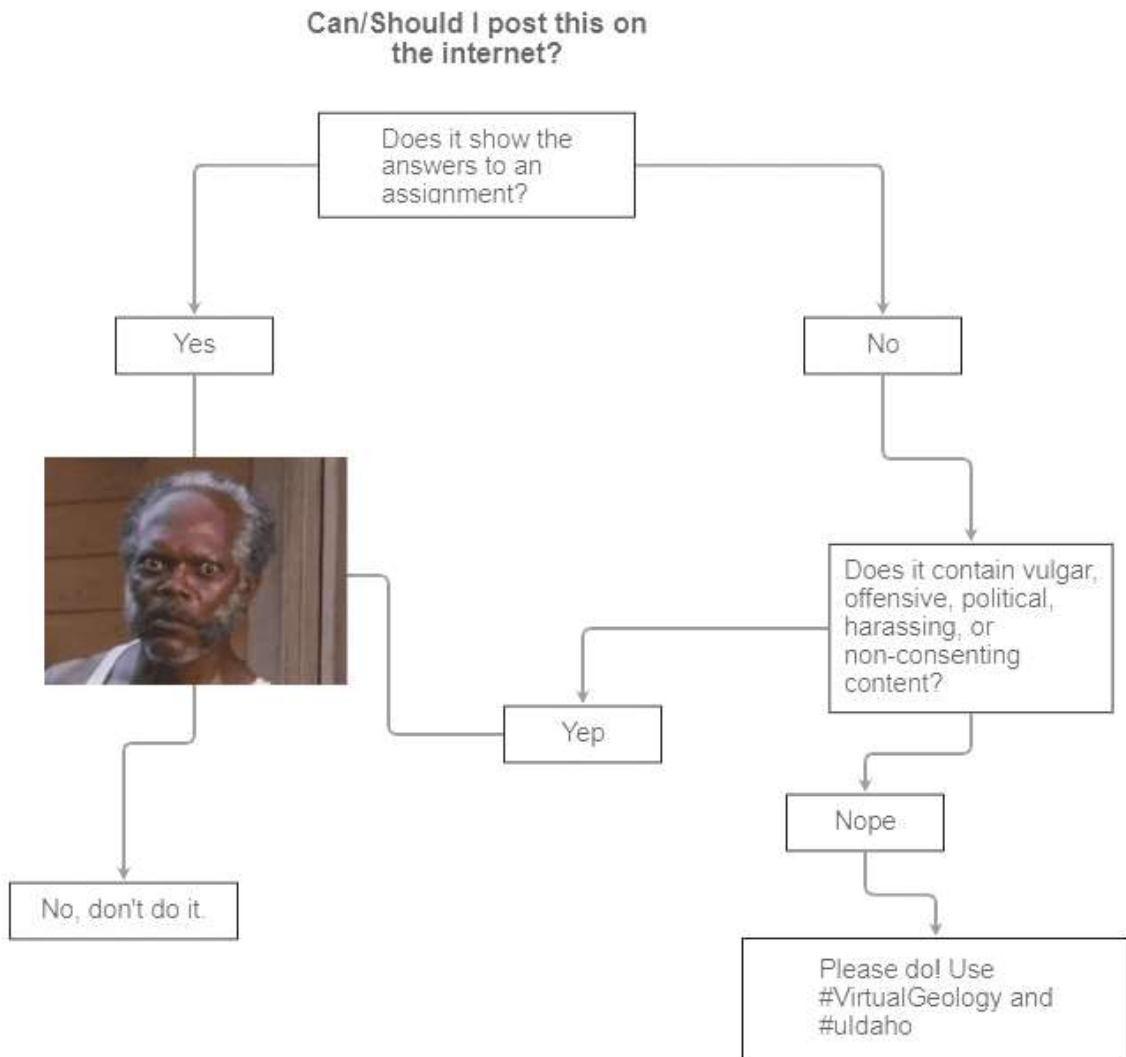 Can/Should I post this on
the internet?
Does it show the
answers to an
assignment?
Yes
No
Does it contain vulgar,
offensive, political,
harassing, or
non-consenting
content?
Yep
Nope
No, don't do it.
Please do! Use
#VirtualGeology and
#uIdaho